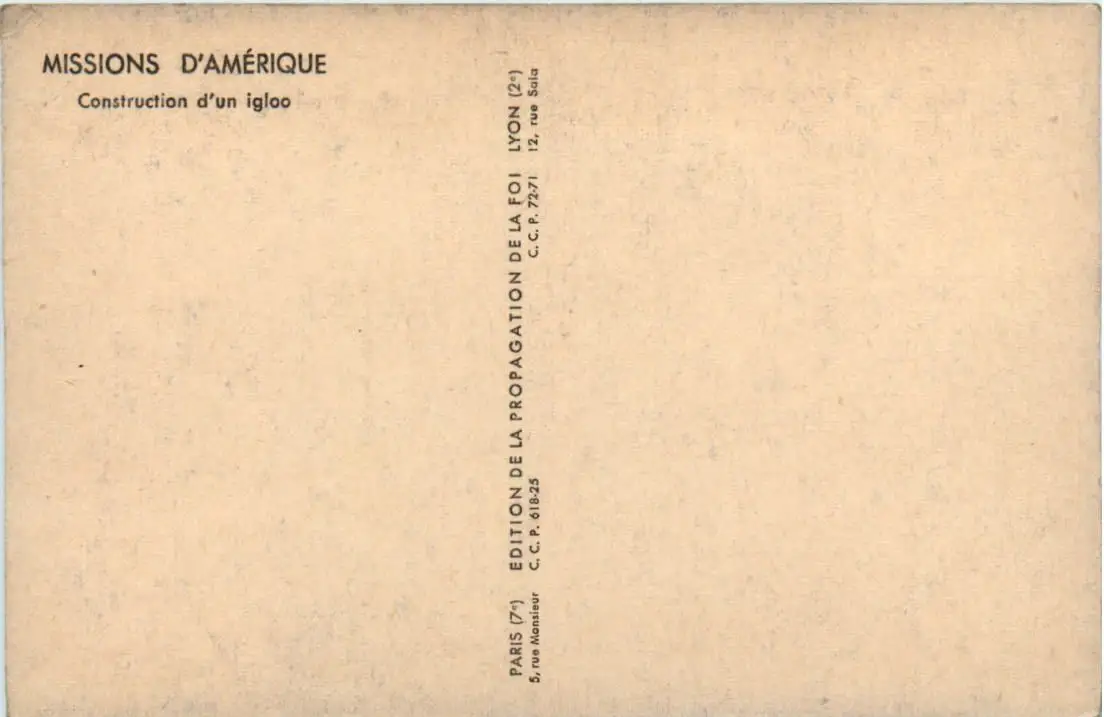 MISSIONS D'AMÉRIQUE
Construction d'un igloo
PARIS (7e) EDITION DE LA PROPAGATION DE LA FOI LYON (2e)
5, rue Monsieur C. C. P. 618-25 C. C. P. 72-71 12, rue Sala